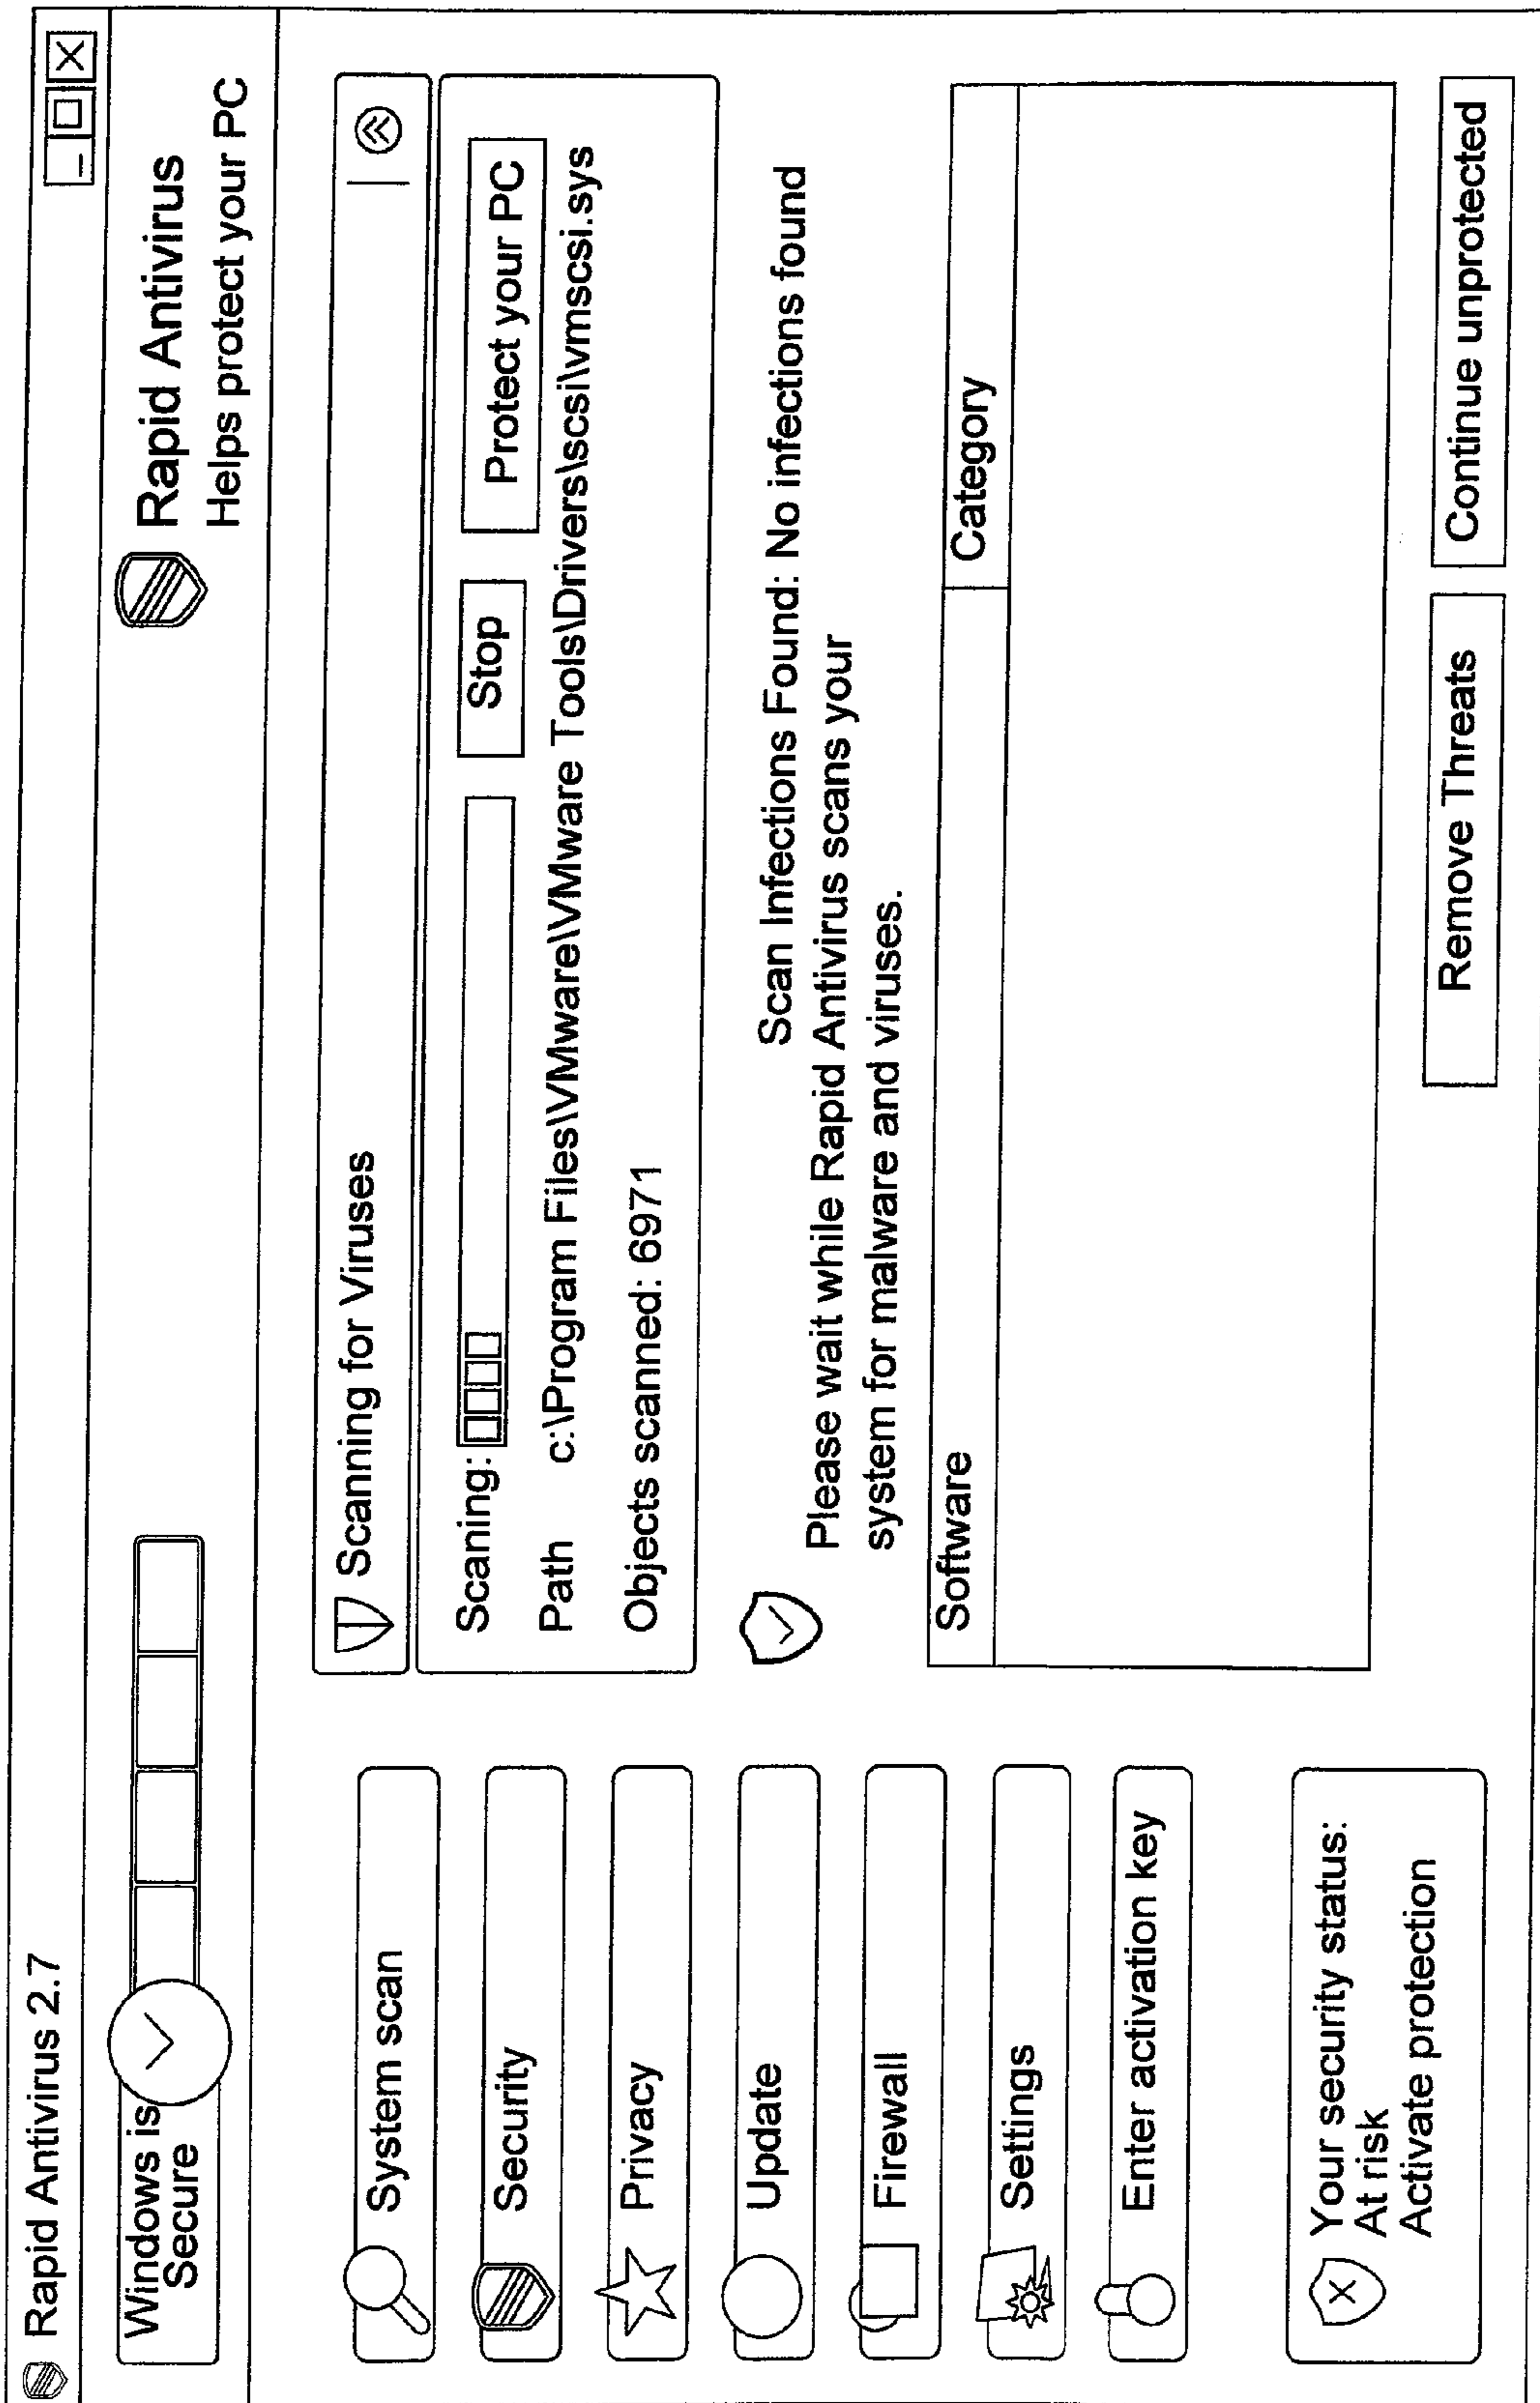 Rapid Antivirus 2.7
Windows is
Secure
Rapid Antivirus
Helps protect your PC
System scan
Security
Privacy
Update
Firewall
Settings
Enter activation key
Your security status:
At risk
Activate protection
Scanning for Viruses
Scaning:
Stop
Protect your PC
Path c:\Program Files\VMware\VMware Tools\Drivers\scsi\vmscsi.sys
Objects scanned: 6971
Scan Infections Found: No infections found
Please wait while Rapid Antivirus scans your
system for malware and viruses.
Software Category
Remove Threats
Continue unprotected